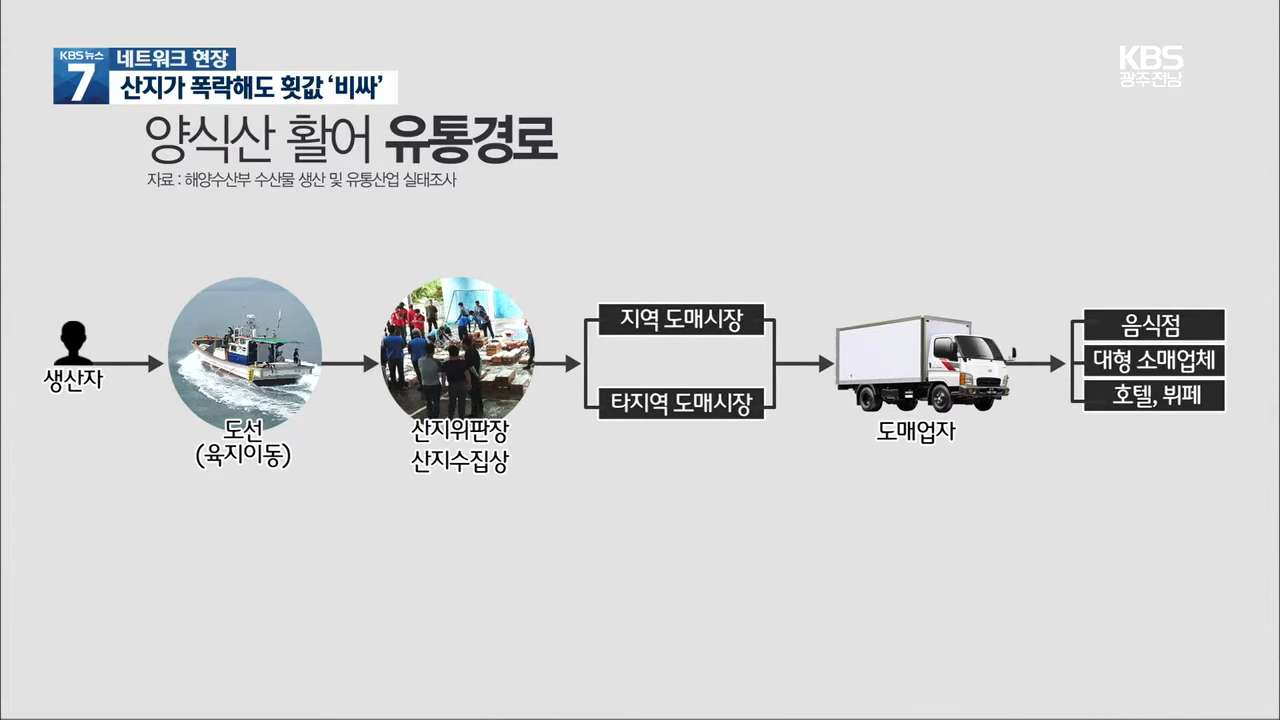 KBS 뉴스
7
네트워크 현장
산지가 폭락해도 횟값 ‘비싸’
KBS
광주전남
양식산 활어 유통경로
자료 : 해양수산부 수산물 생산 및 유통산업 실태조사
생산자
도선
(육지이동)
산지위판장
산지수집상
지역 도매시장
타지역 도매시장
도매업자
음식점
대형 소매업체
호텔, 뷔페